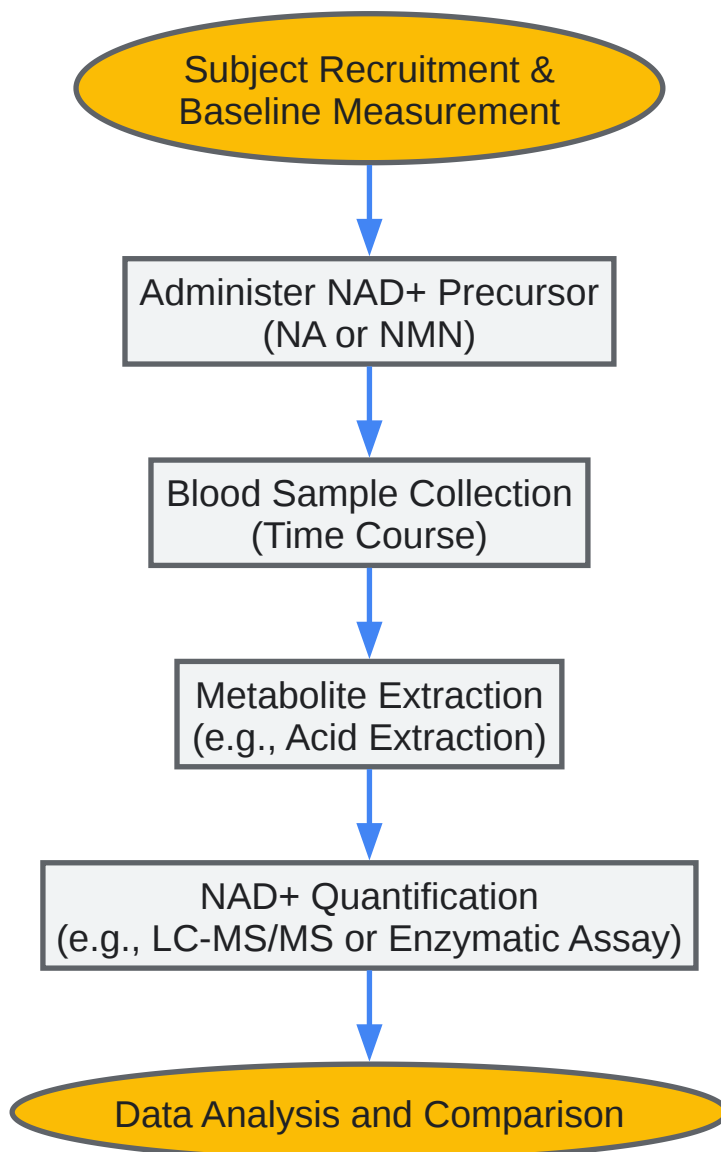 Subject Recruitment &
Baseline Measurement
Administer NAD+ Precursor
(NA or NMN)
Blood Sample Collection
(Time Course)
Metabolite Extraction
(e.g., Acid Extraction)
NAD+ Quantification
(e.g., LC-MS/MS or Enzymatic Assay)
Data Analysis and Comparison